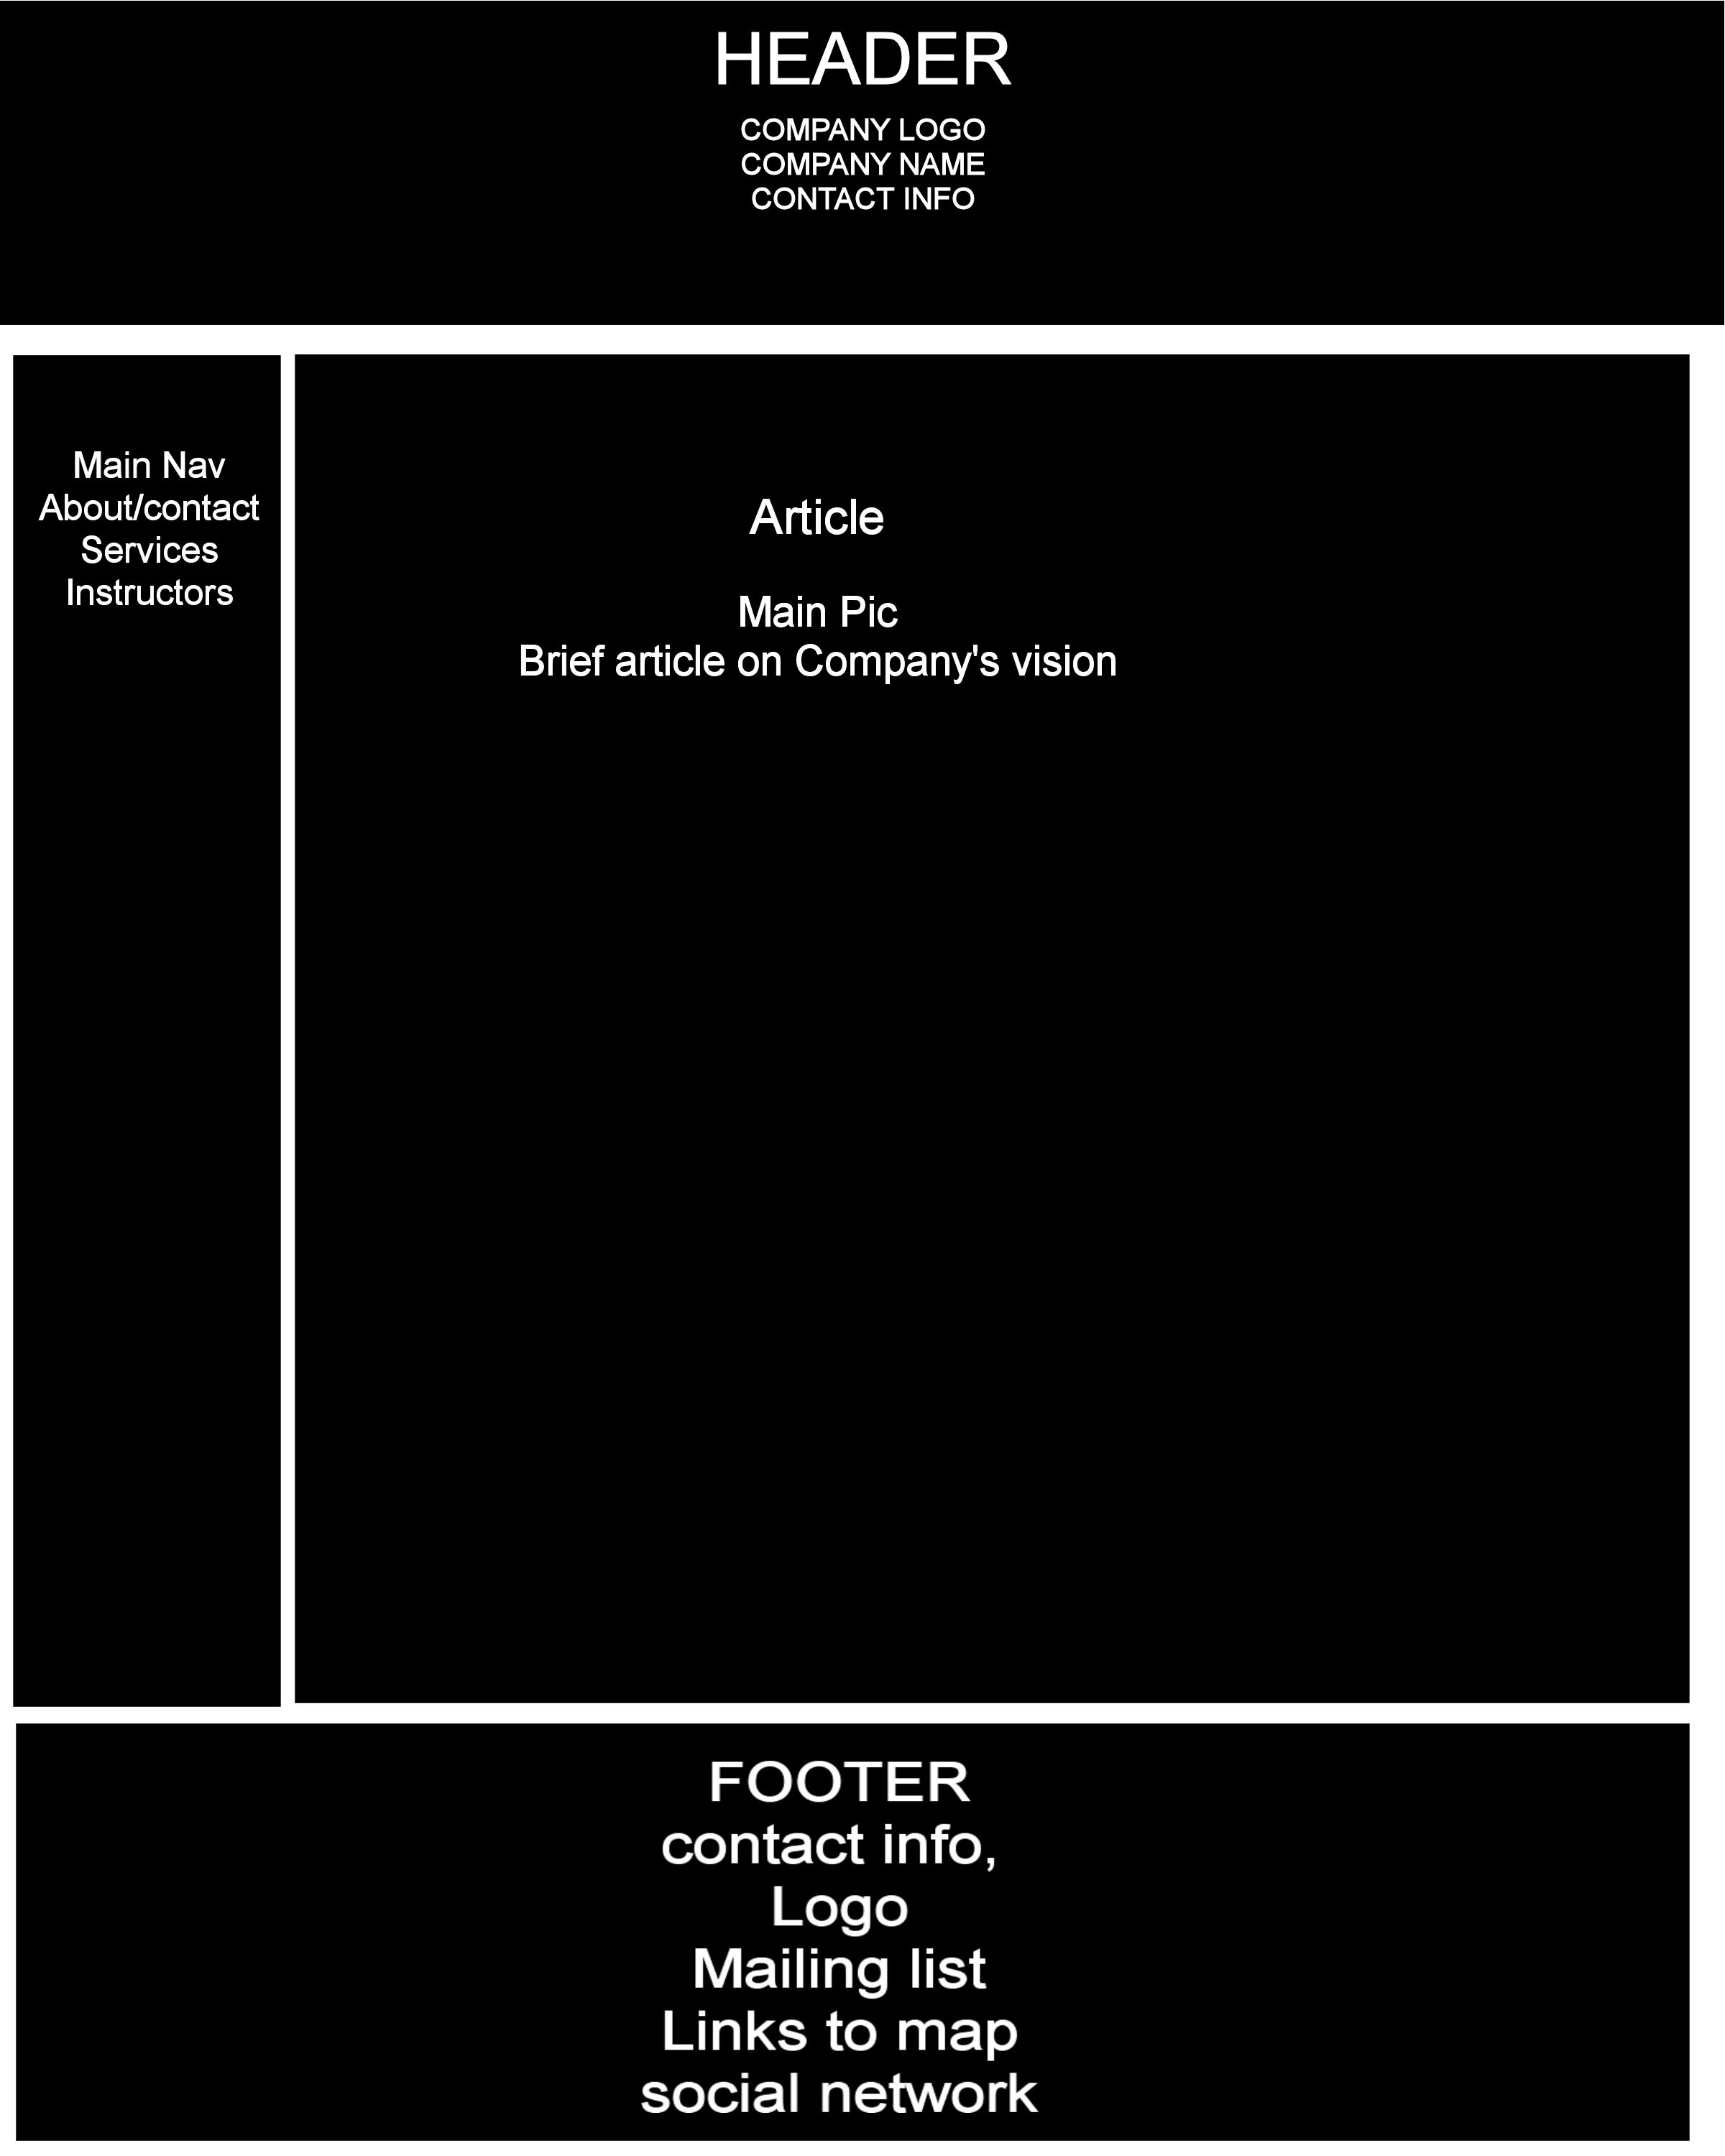 HEADER
COMPANY LOGO
COMPANY NAME
CONTACT INFO
Main Nav
About/contact
Services
Instructors
Article
Main Pic
Brief article on Company's vision
FOOTER
contact info,
Logo
Mailing list
Links to map
social network